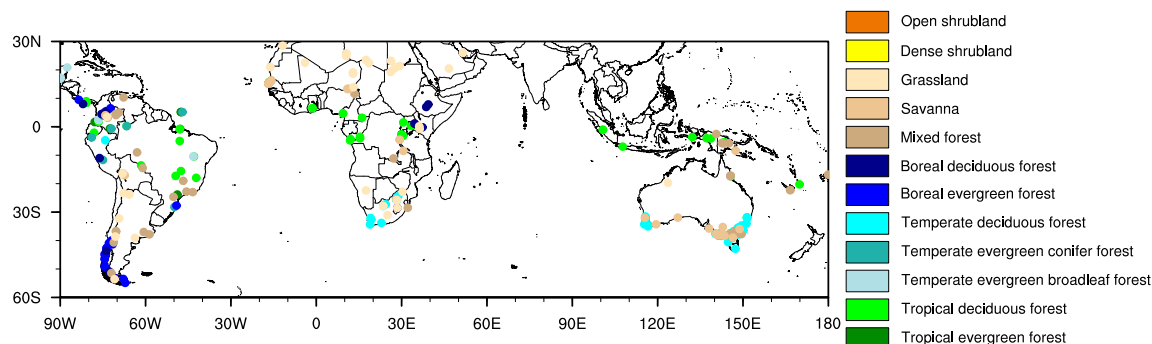 Open shrubland
Dense shrubland
Grassland
Savanna
Mixed forest
Boreal deciduous forest
Boreal evergreen forest
Temperate deciduous forest
Temperate evergreen conifer forest
Temperate evergreen broadleaf forest
Tropical deciduous forest
Tropical evergreen forest
30N
0
30S
60S
90W 60W 30W 0 30E 60E 90E 120E 150E 180